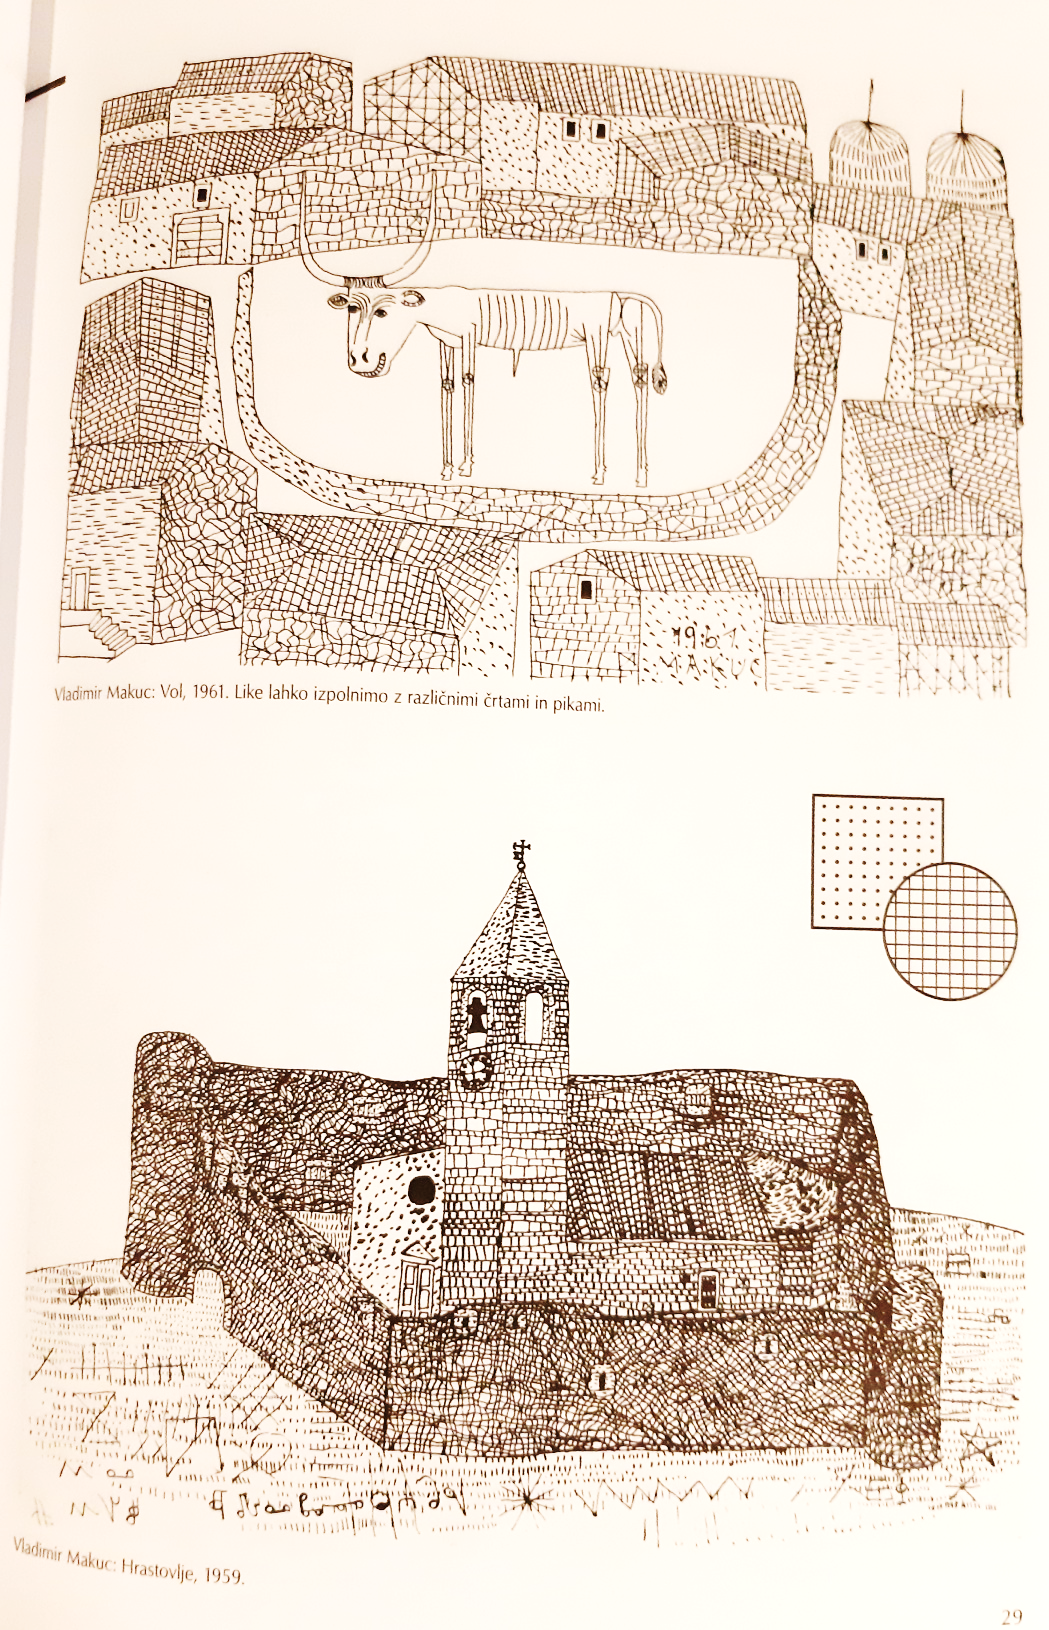 1961
MAKUC
Vladimir Makuc: Vol, 1961. Like lahko izpolnimo z različnimi črtami in pikami.
Vladimir Makuc: Hrastovlje, 1959.
29